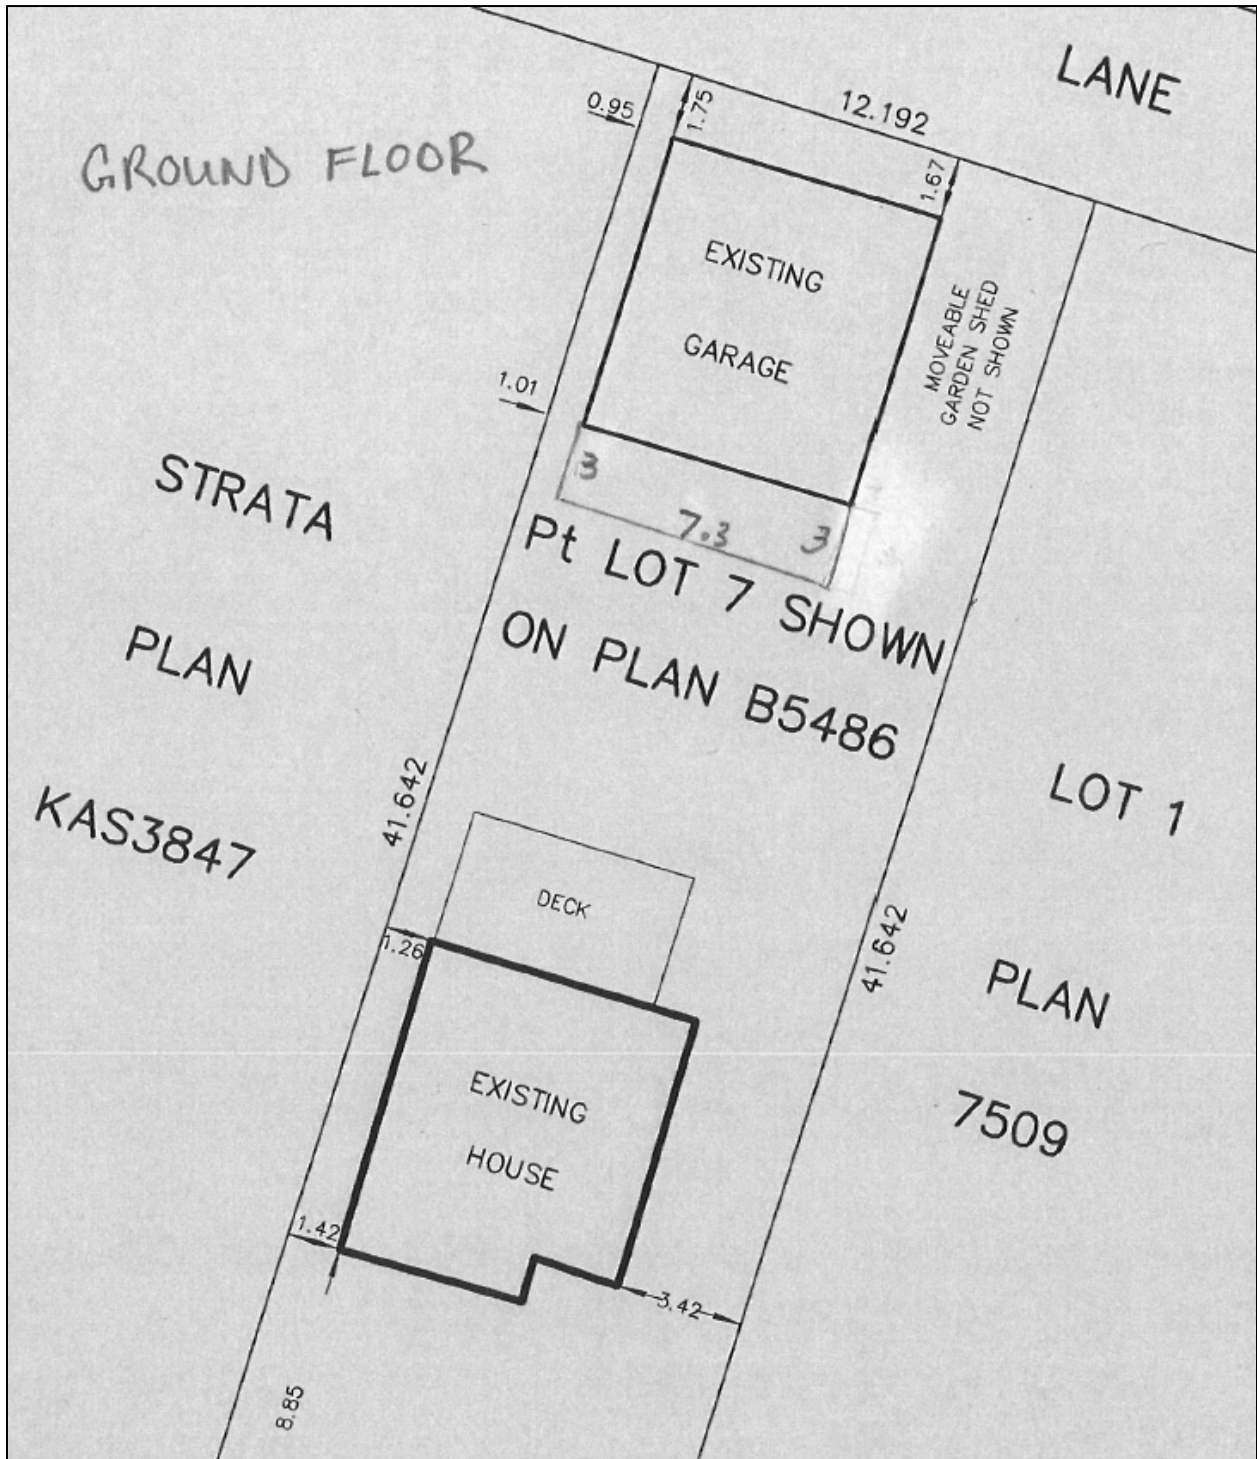 LANE
12.192
0.95
1.75
1.67
GROUND FLOOR
EXISTING
GARAGE
MOVEABLE
GARDEN SHED
NOT SHOWN
1.01
3
7.3
3
STRATA
PLAN
KAS3847
Pt LOT 7 SHOWN
ON PLAN B5486
41.642
LOT 1
PLAN
7509
41.642
DECK
1.26
EXISTING
HOUSE
1.42
3.42
8.85